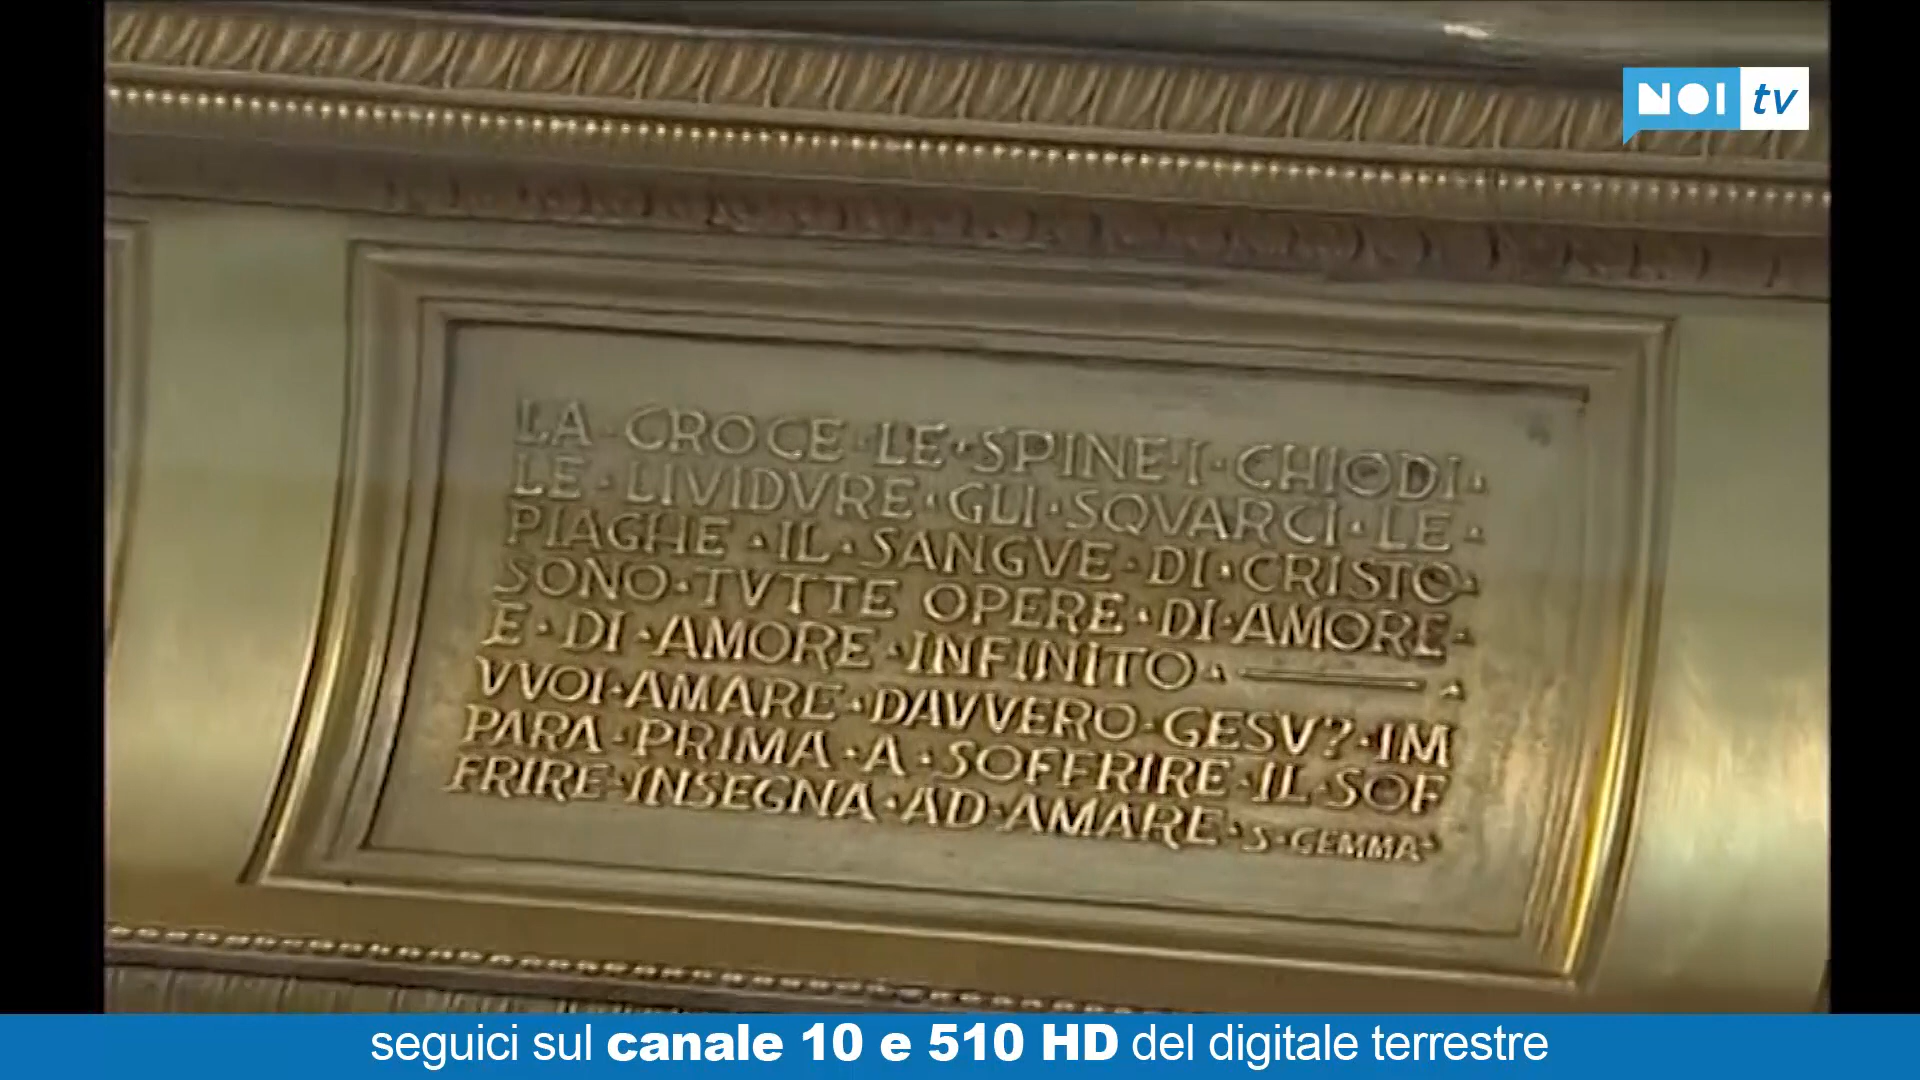 NOI tv
LA · CROCE · LE · SPINE · I · CHIODI ·
LE · LIVIDVRE · GLI · SQVARCI · LE ·
PIAGHE · IL · SANGVE · DI · CRISTO ·
SONO · TVTTE OPERE · DI · AMORE ·
E · DI · AMORE · INFINITO ·
VVOI · AMARE · DAVVERO · GESV? · IM
PARA · PRIMA · A · SOFFRIRE · IL · SOF
FRIRE · INSEGNA · AD · AMARE · S · GEMMA ·
seguici sul canale 10 e 510 HD del digitale terrestre